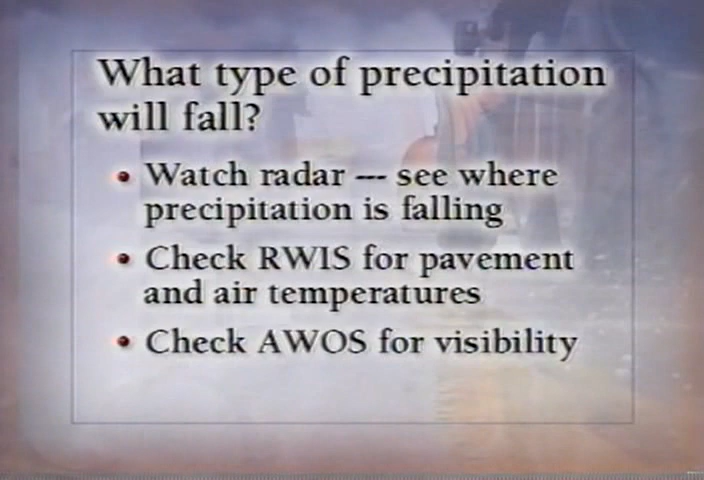 What type of precipitation
will fall?
• Watch radar --- see where
precipitation is falling
• Check RWIS for pavement
and air temperatures
• Check AWOS for visibility